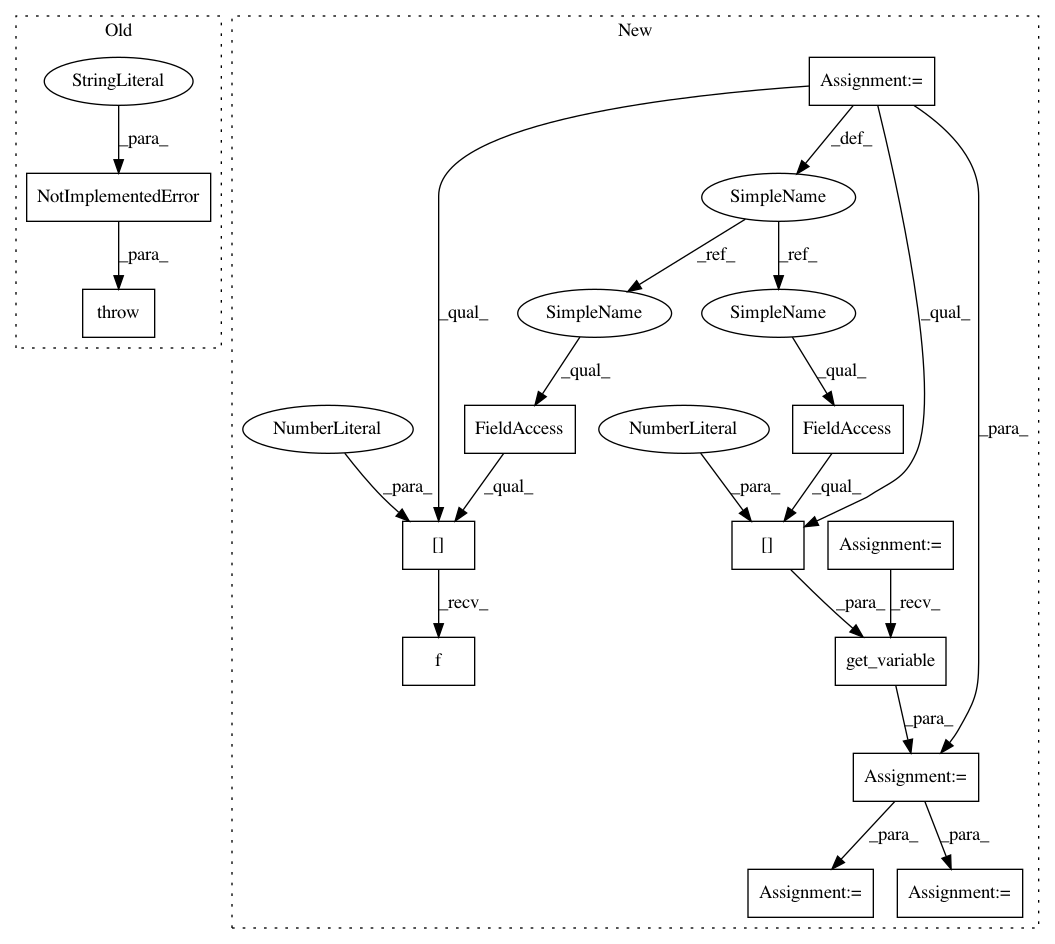 Old
New
StringLiteral
Assignment:=
_para_
_def_
NotImplementedError
SimpleName
_para_
_qual_
_ref_
_ref_
_qual_
throw
SimpleName
SimpleName
_qual_
_qual_
_para_
NumberLiteral
FieldAccess
NumberLiteral
FieldAccess
_para_
_qual_
_para_
_qual_
[]
[]
Assignment:=
_recv_
_para_
_recv_
f
get_variable
_para_
Assignment:=
_para_
_para_
Assignment:=
Assignment:=